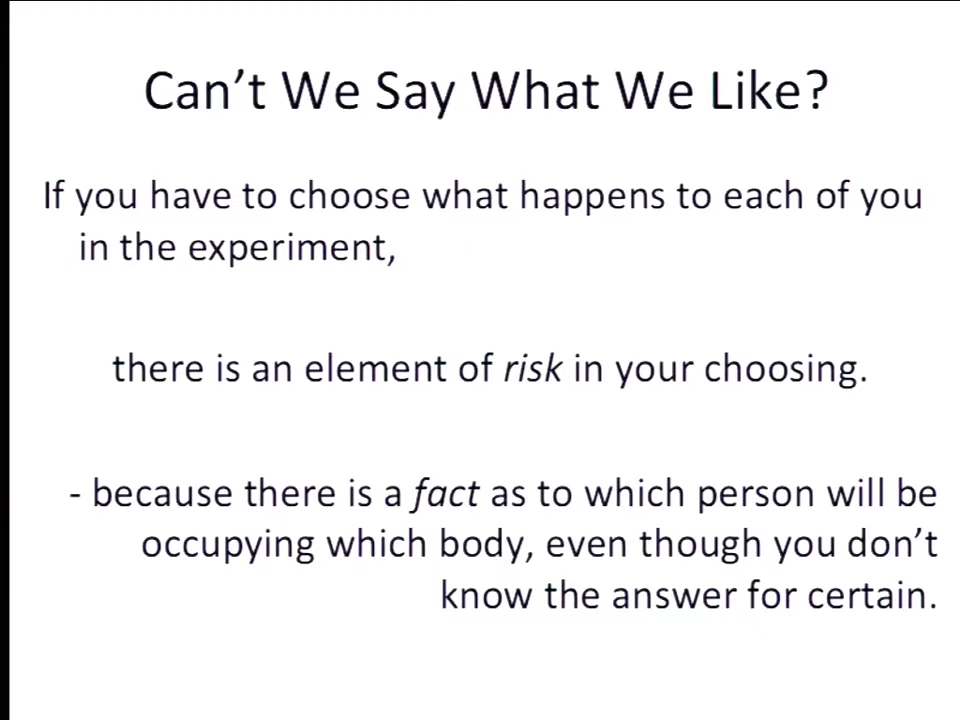 Can’t We Say What We Like?
If you have to choose what happens to each of you
in the experiment,
there is an element of risk in your choosing.
- because there is a fact as to which person will be
occupying which body, even though you don’t
know the answer for certain.